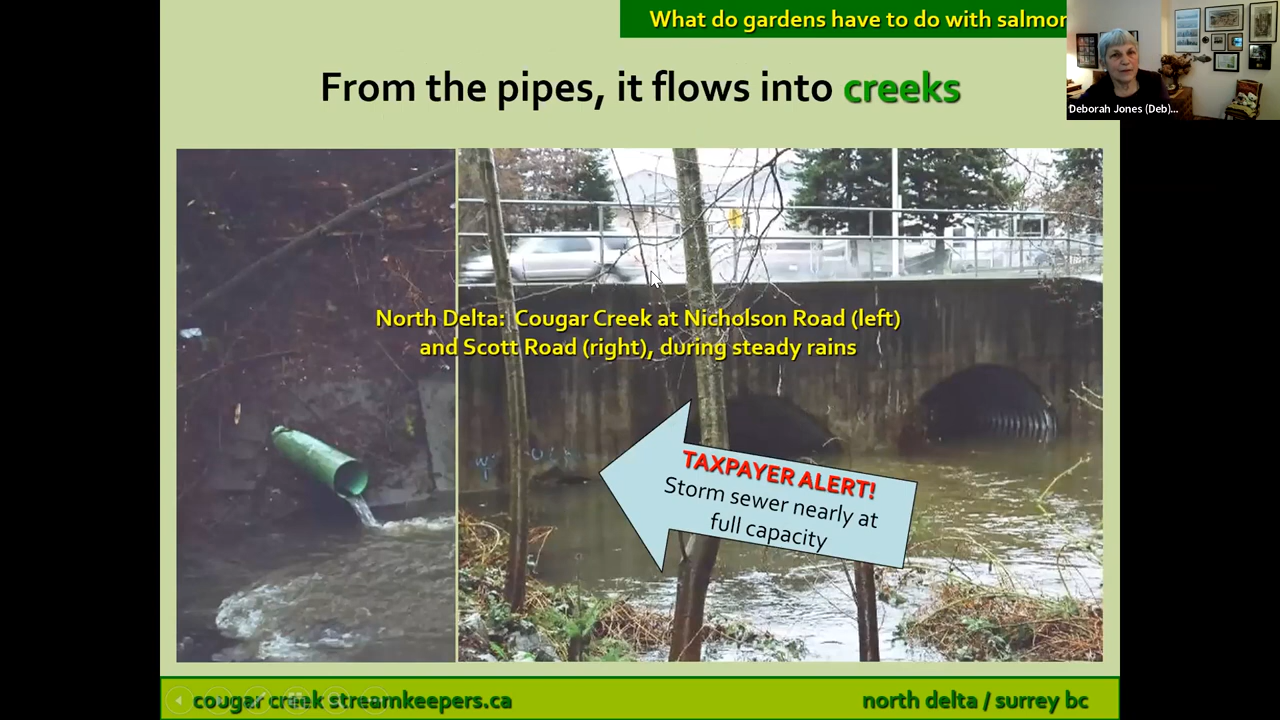 What do gardens have to do with salmon
Deborah Jones (Deb)...
From the pipes, it flows into creeks
North Delta: Cougar Creek at Nicholson Road (left)
and Scott Road (right), during steady rains
TAXPAYER ALERT!
Storm sewer nearly at
full capacity
cougar creek streamkeepers.ca
north delta / surrey bc